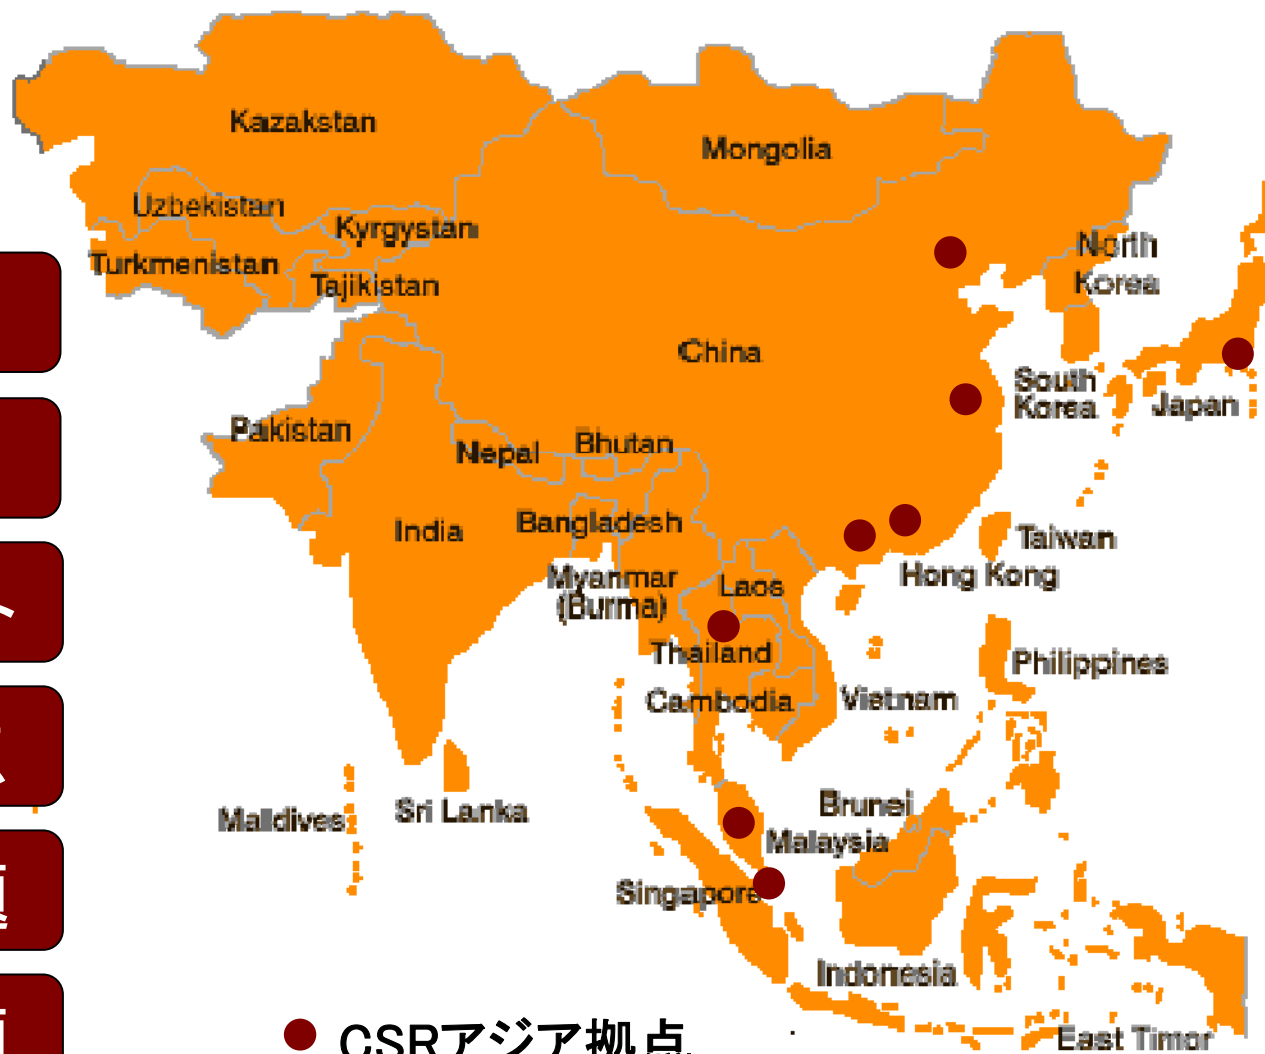 Kazakstan
Mongolia
Uzbekistan
Kyrgystan
North
Korea
Turkmenistan
Tajikistan
China
South
Korea
Japan
Pakistan
Nepal
Bhutan
India
Bangladesh
Taiwan
Hong Kong
Myanmar
(Burma)
Laos
Thailand
Philippines
Cambodia
Vietnam
Maldives
Sri Lanka
Brunei
Malaysia
Singapore
Indonesia
East Timor
CSRアジア拠点